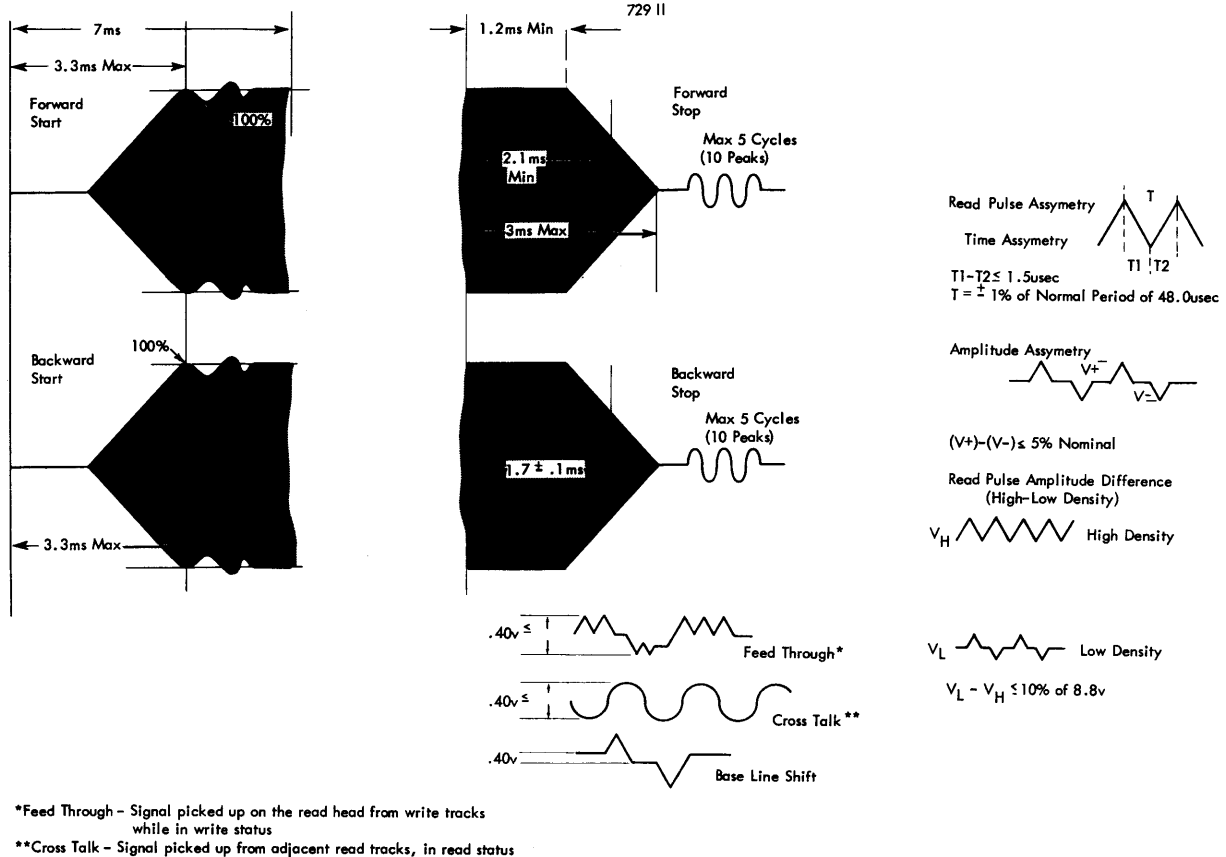 729 II
7ms
1.2ms Min
3.3ms Max
Forward
Start
100%
Forward
Stop
Max 5 Cycles
(10 Peaks)
2.1ms
Min
3ms Max
Read Pulse Assymetry
T
Time Assymetry
T1 T2
T1-T2 ≤ 1.5usec
T = ± 1% of Normal Period of 48.0usec
Backward
Start
100%
Backward
Stop
Max 5 Cycles
(10 Peaks)
1.7 ± .1ms
3.3ms Max
Amplitude Assymetry
V+
V-
(V+)-(V-) ≤ 5% Nominal
Read Pulse Amplitude Difference
(High-Low Density)
VH High Density
VL Low Density
VL - VH ≤ 10% of 8.8v
.40v ≤
Feed Through*
.40v ≤
Cross Talk**
.40v
Base Line Shift
*Feed Through - Signal picked up on the read head from write tracks
while in write status
**Cross Talk - Signal picked up from adjacent read tracks, in read status